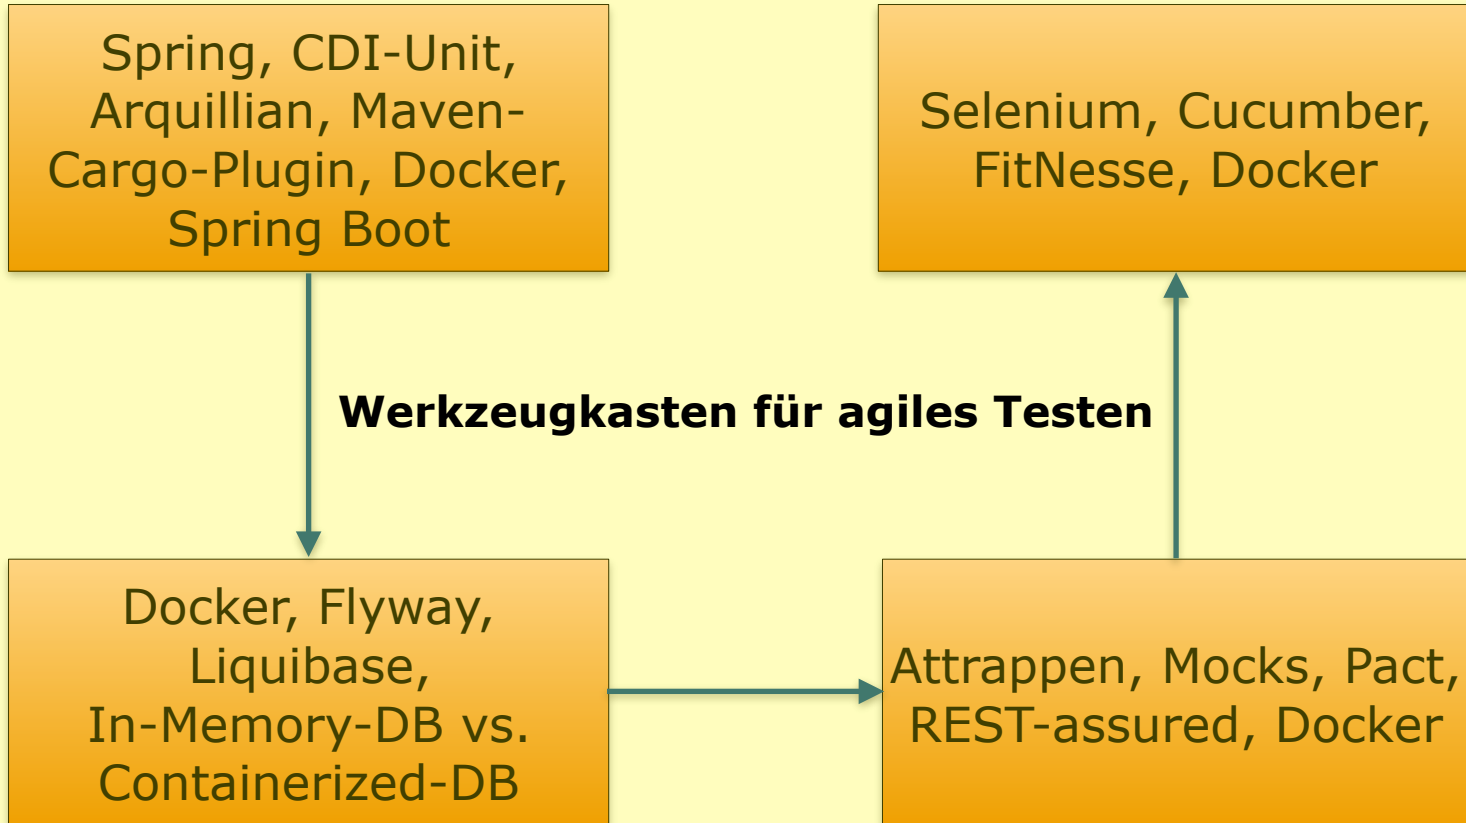 Spring, CDI-Unit,
Arquillian, Maven-
Cargo-Plugin, Docker,
Spring Boot
Selenium, Cucumber,
FitNesse, Docker
Werkzeugkasten für agiles Testen
Docker, Flyway,
Liquibase,
In-Memory-DB vs.
Containerized-DB
Attrappen, Mocks, Pact,
REST-assured, Docker